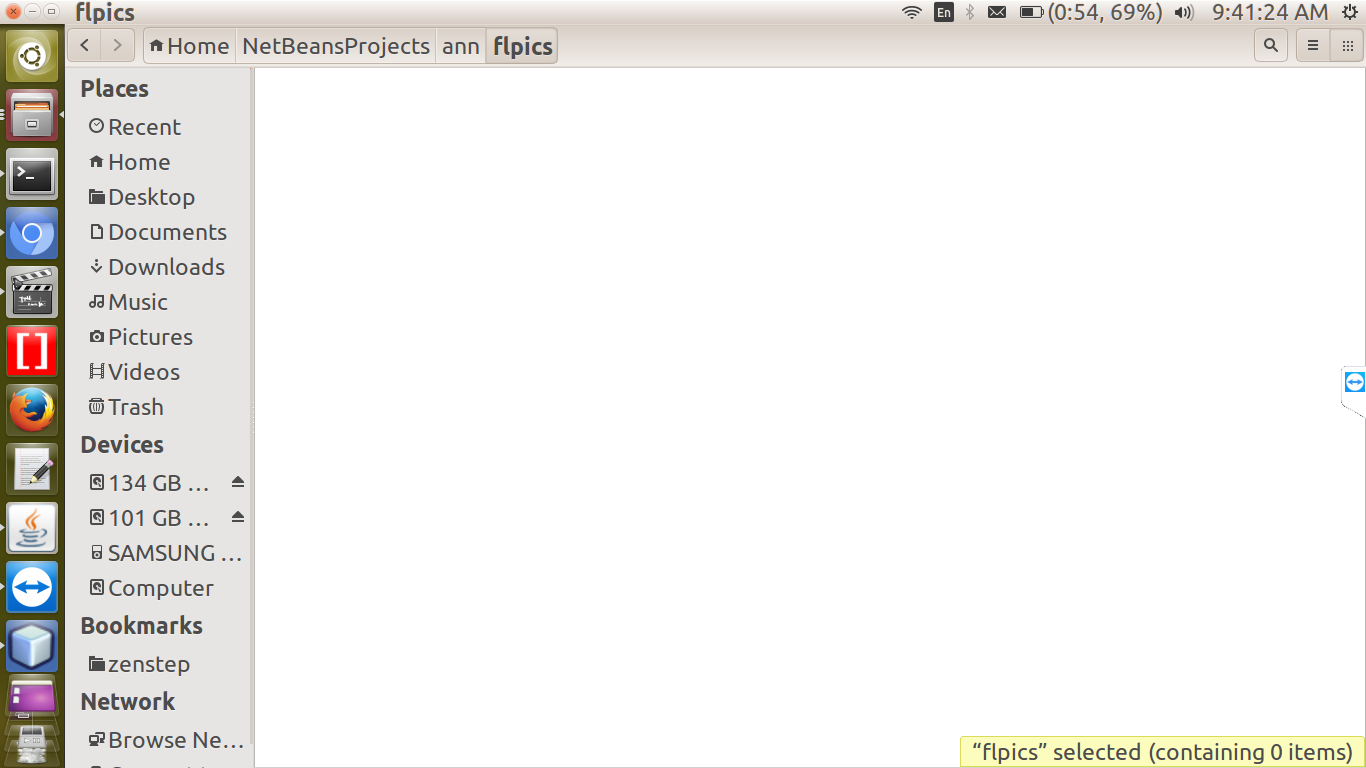 flpics
En
(0:54, 69%)
9:41:24 AM
Home
NetBeansProjects
ann
flpics
Places
Recent
Home
Desktop
Documents
Downloads
Music
Pictures
Videos
Trash
Devices
134 GB …
101 GB …
SAMSUNG …
Computer
Bookmarks
zenstep
Network
Browse Ne…
“flpics” selected (containing 0 items)